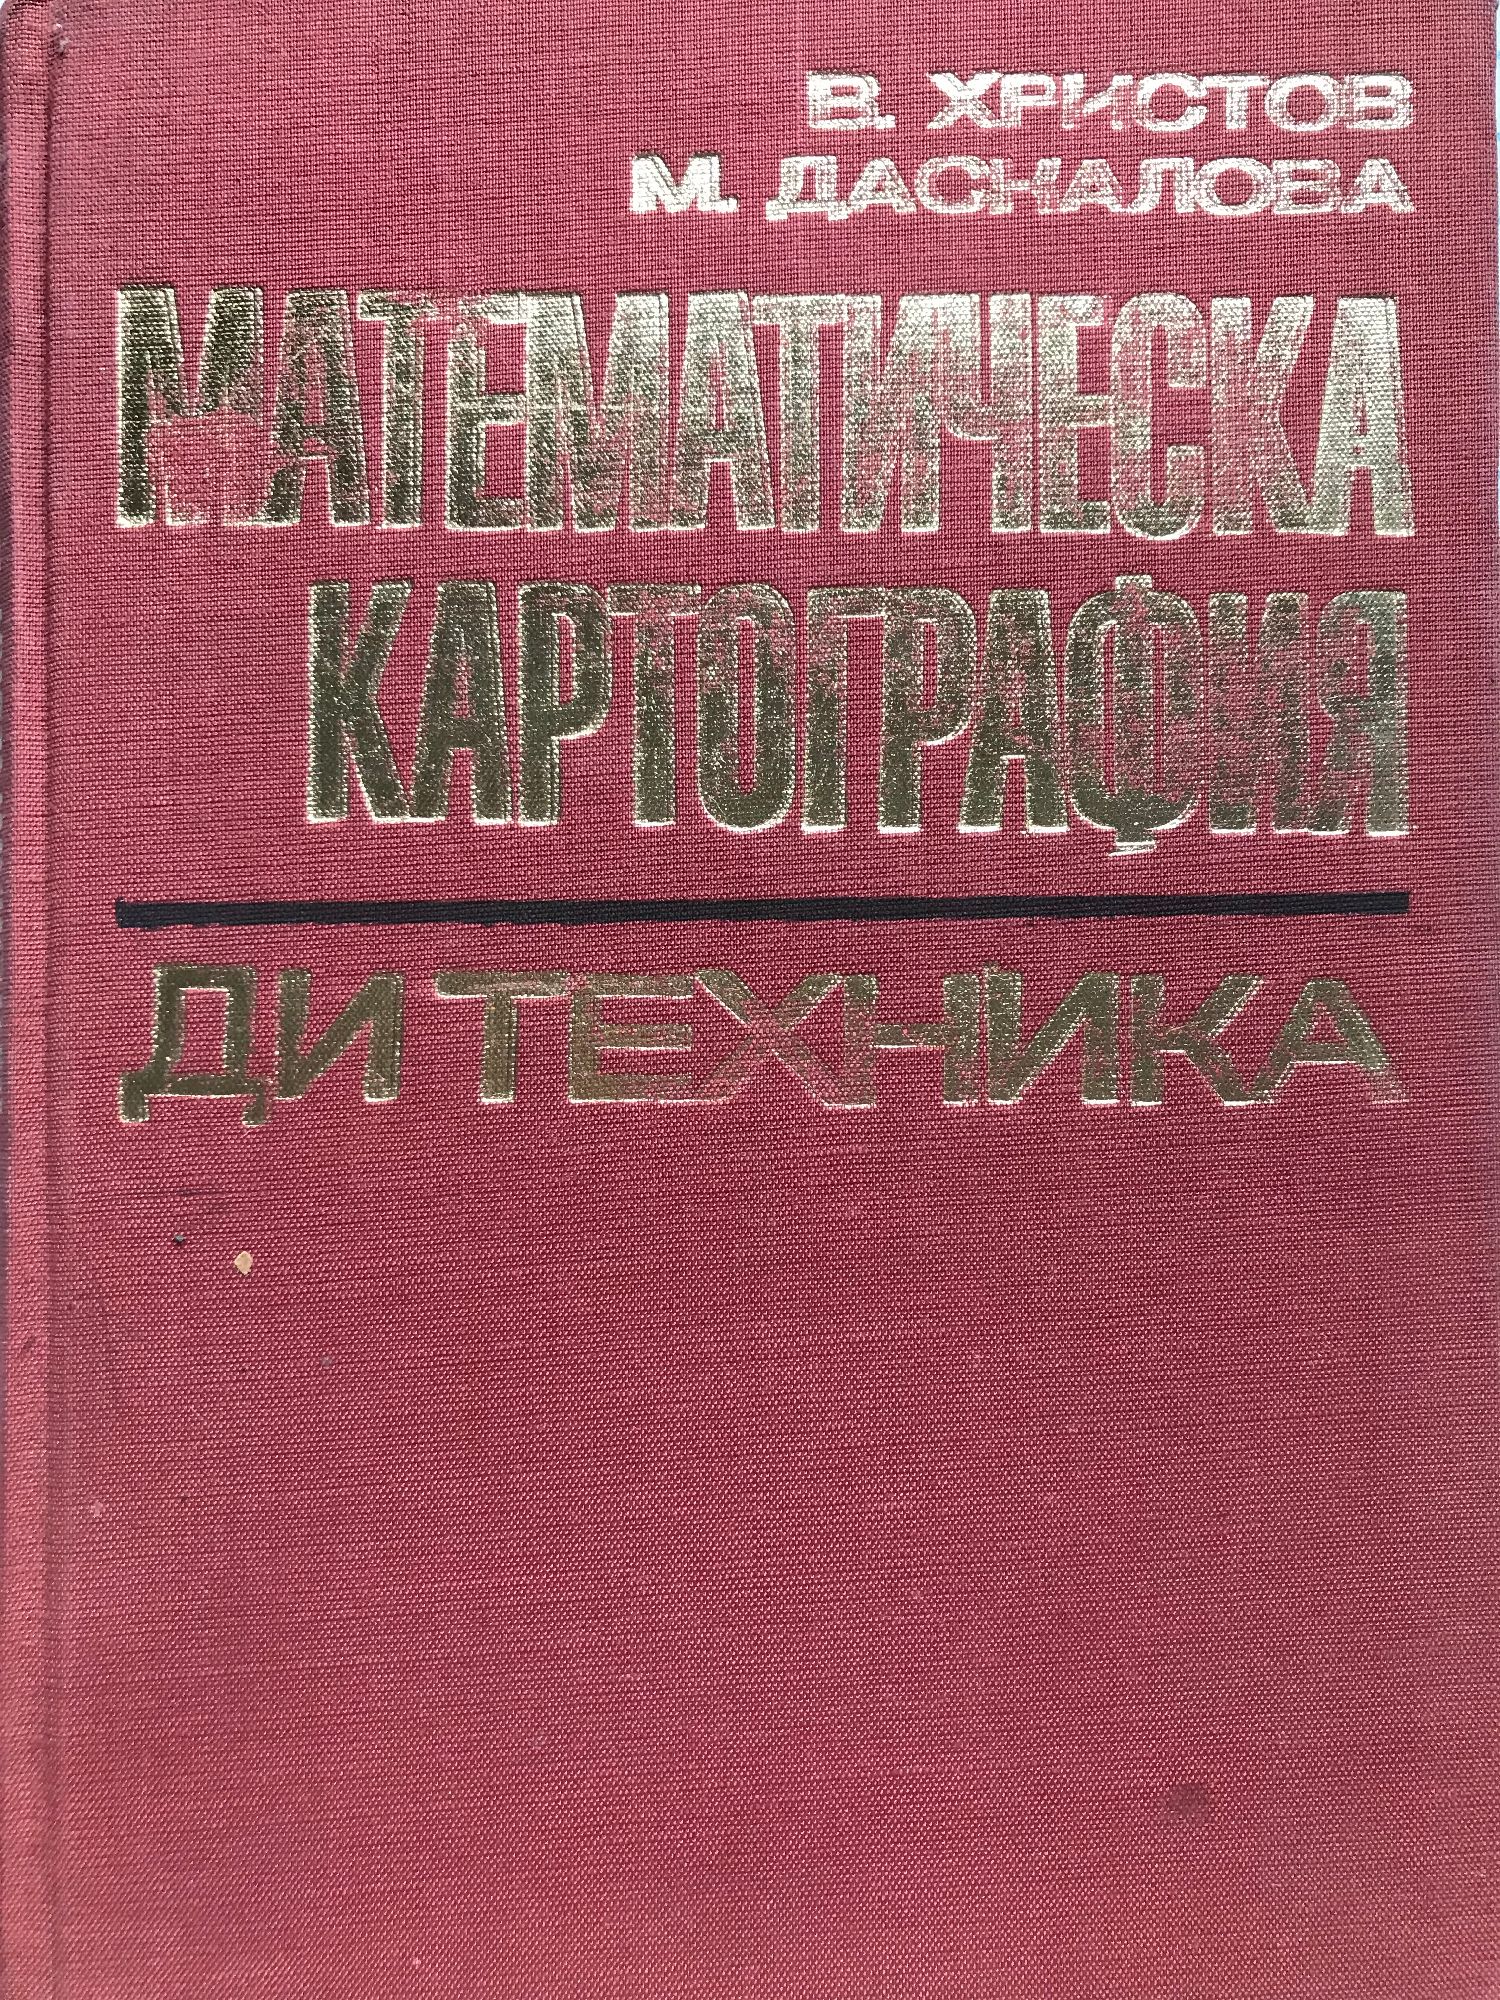 В. ХРИСТОВ
М. ДАСКАЛОВА
МАТЕМАТИЧЕСКА
КАРТОГРАФИЯ
ДИ ТЕХНИКА